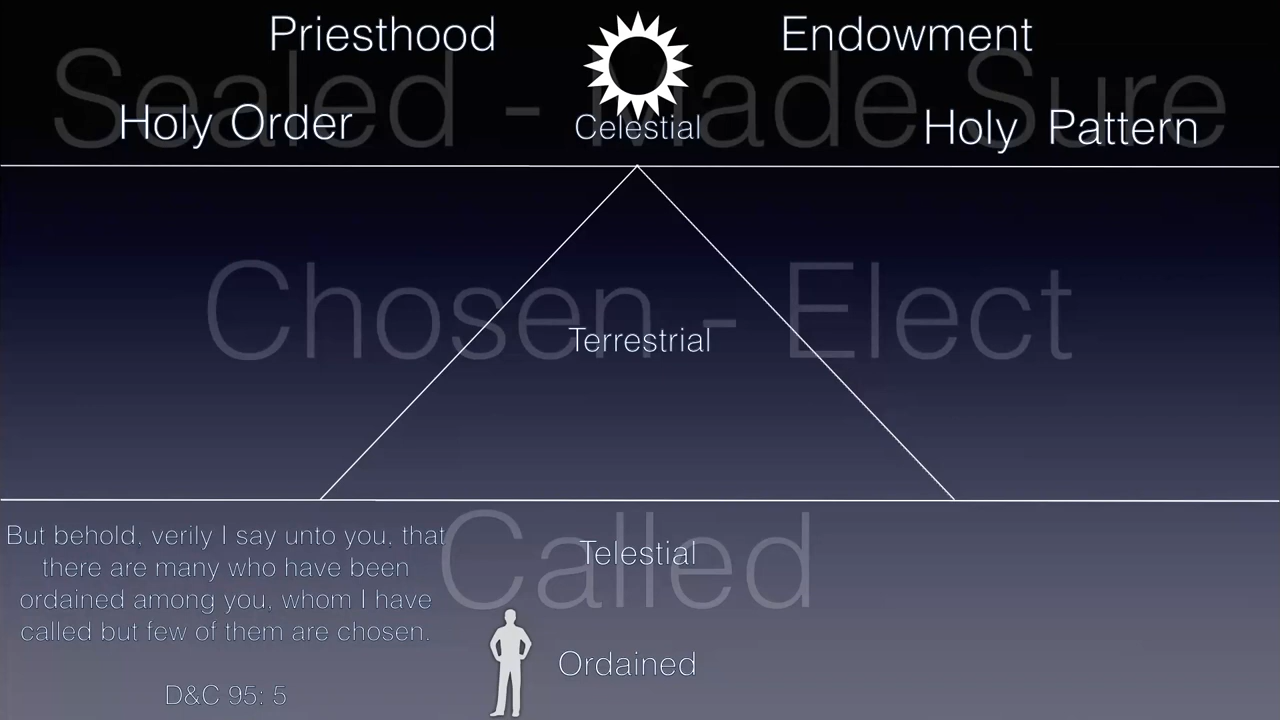 Priesthood
Endowment
Sealed - Made Sure
Holy Order
Celestial
Holy Pattern
Chosen - Elect
Terrestrial
Called
Telestial
But behold, verily I say unto you, that
there are many who have been
ordained among you, whom I have
called but few of them are chosen.
D&C 95: 5
Ordained